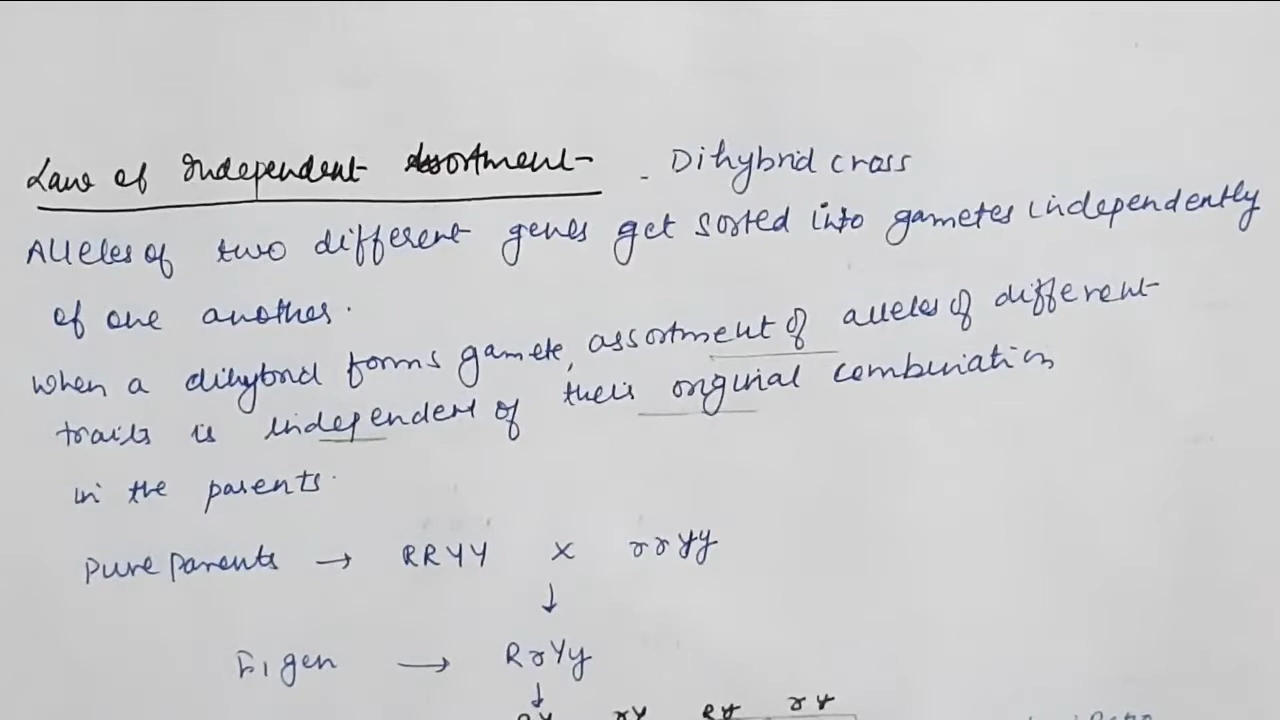 Law of Independent Assortment - Dihybrid cross
Alleles of two different genes get sorted into gametes independently
of one another.
When a dihybrid forms gamete, assortment of alleles of different
traits is independent of their original combination
in the parents.
Pure parents → RRYY x rryy
↓
F1 gen → RrYy
↓